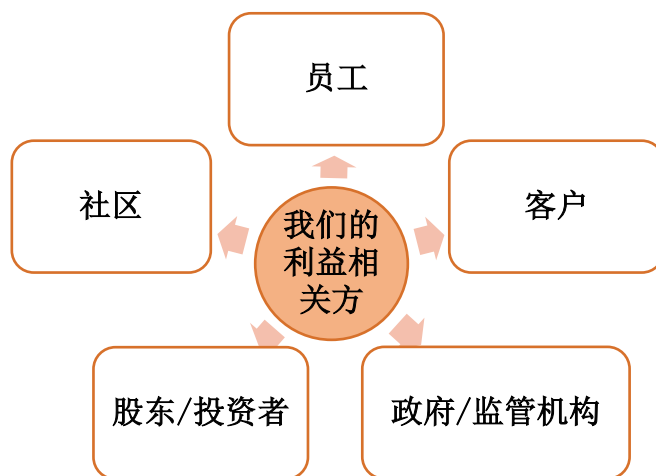 员工
社区
客户
我们的
利益相
关方
股东/投资者
政府/监管机构